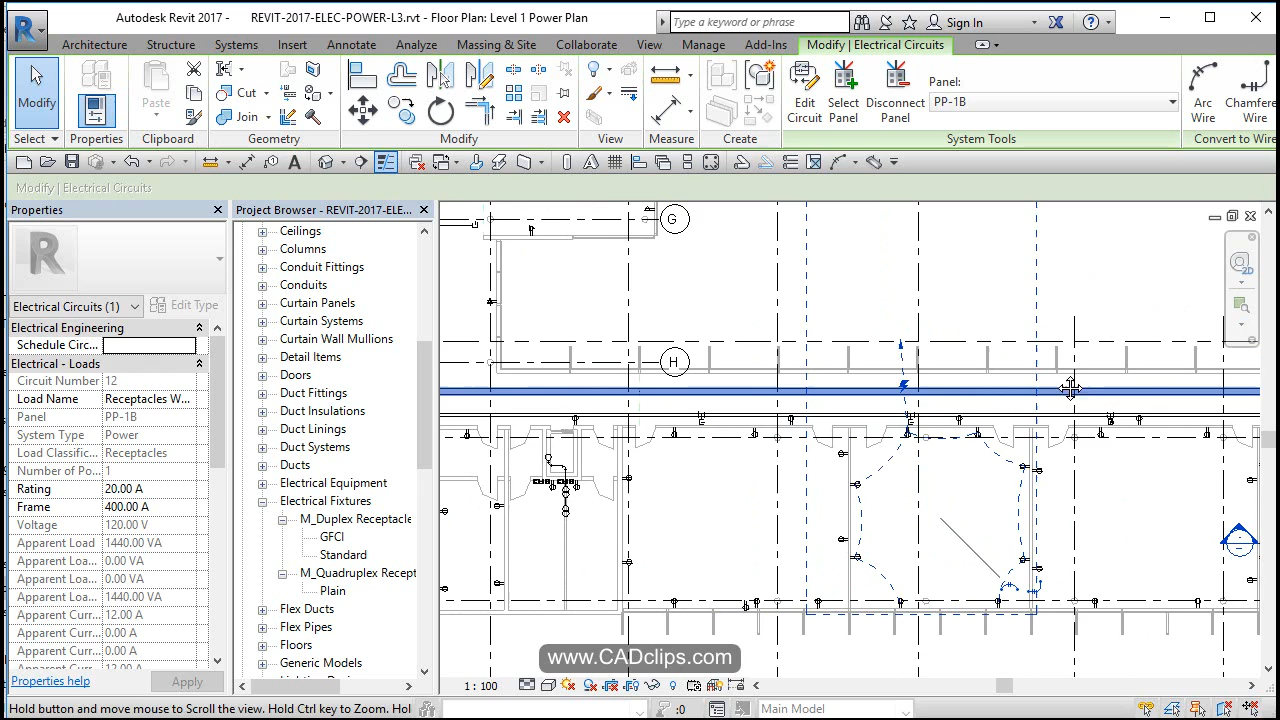 Autodesk Revit 2017 - REVIT-2017-ELEC-POWER-L3.rvt - Floor Plan: Level 1 Power Plan
Type a keyword or phrase
Sign In
Architecture Structure Systems Insert Annotate Analyze Massing & Site Collaborate View Manage Add-Ins Modify | Electrical Circuits
Modify
Properties
Paste
Cut
Join
Edit Circuit
Select Panel
Disconnect Panel
Panel:
PP-1B
Arc Wire
Chamfere
Wire
Select Properties Clipboard Geometry Modify View Measure Create System Tools Convert to Wire
Modify | Electrical Circuits
Properties
Electrical Circuits (1)
Edit Type
Electrical Engineering
Schedule Circ...
Electrical - Loads
Circuit Number 12
Load Name Receptacles W...
Panel PP-1B
System Type Power
Load Classific... Receptacles
Number of Po... 1
Rating 20.00 A
Frame 400.00 A
Voltage 120.00 V
Apparent Load 1440.00 VA
Apparent Loa... 0.00 VA
Apparent Loa... 1440.00 VA
Apparent Curr... 12.00 A
Apparent Curr... 0.00 A
Apparent Curr... 0.00 A
Apparent Curr... 12.00 A
Properties help
Apply
Project Browser - REVIT-2017-ELE...
Ceilings
Columns
Conduit Fittings
Conduits
Curtain Panels
Curtain Systems
Curtain Wall Mullions
Detail Items
Doors
Duct Fittings
Duct Insulations
Duct Linings
Duct Systems
Ducts
Electrical Equipment
Electrical Fixtures
M_Duplex Receptacle
GFCI
Standard
M_Quadruplex Recept
Plain
Flex Ducts
Flex Pipes
Floors
Generic Models
G
H
2D
www.CADclips.com
1 : 100
Hold button and move mouse to Scroll the view. Hold Ctrl key to Zoom. Hol
:0
Main Model